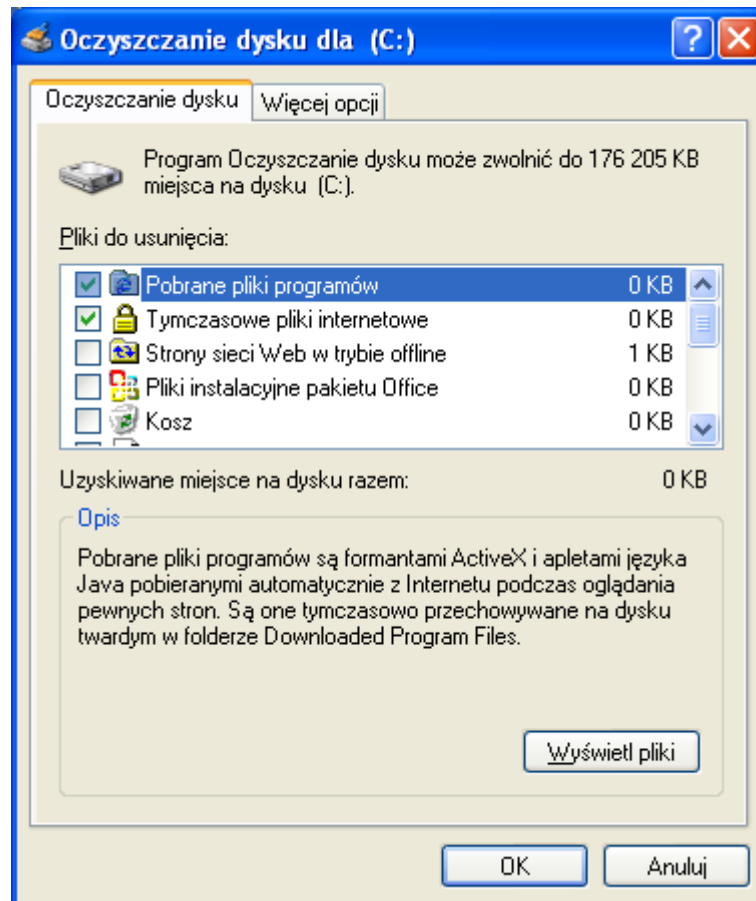 Oczyszczanie dysku dla (C:)
Oczyszczanie dysku
Więcej opcji
Program Oczyszczanie dysku może zwolnić do 176 205 KB
miejsca na dysku (C:).
Pliki do usunięcia:
Pobrane pliki programów 0 KB
Tymczasowe pliki internetowe 0 KB
Strony sieci Web w trybie offline 1 KB
Pliki instalacyjne pakietu Office 0 KB
Kosz 0 KB
Uzyskiwane miejsce na dysku razem: 0 KB
Opis
Pobrane pliki programów są formantami ActiveX i apletami języka
Java pobieranymi automatycznie z Internetu podczas oglądania
pewnych stron. Są one tymczasowo przechowywane na dysku
twardym w folderze Downloaded Program Files.
Wyświetl pliki
OK Anuluj